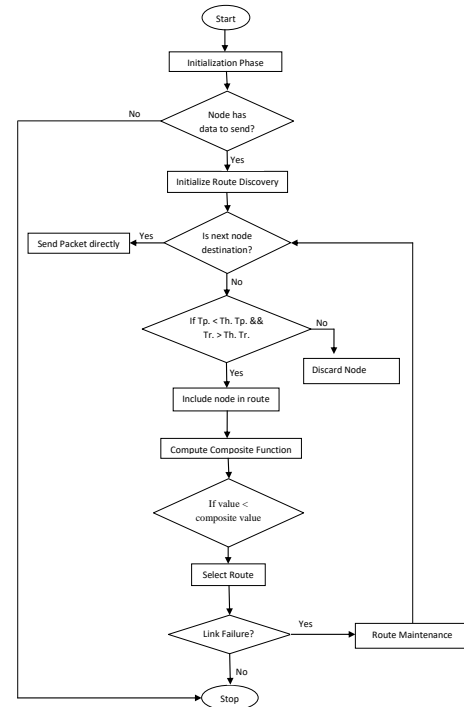 Start
Initialization Phase
No
Node has
data to send?
Yes
Initialize Route Discovery
Send Packet directly
Yes
Is next node
destination?
No
If Tp. < Th. Tp. &&
Tr. > Th. Tr.
No
Discard Node
Yes
Include node in route
Compute Composite Function
If value <
composite value
Select Route
Link Failure?
Yes
Route Maintenance
No
Stop